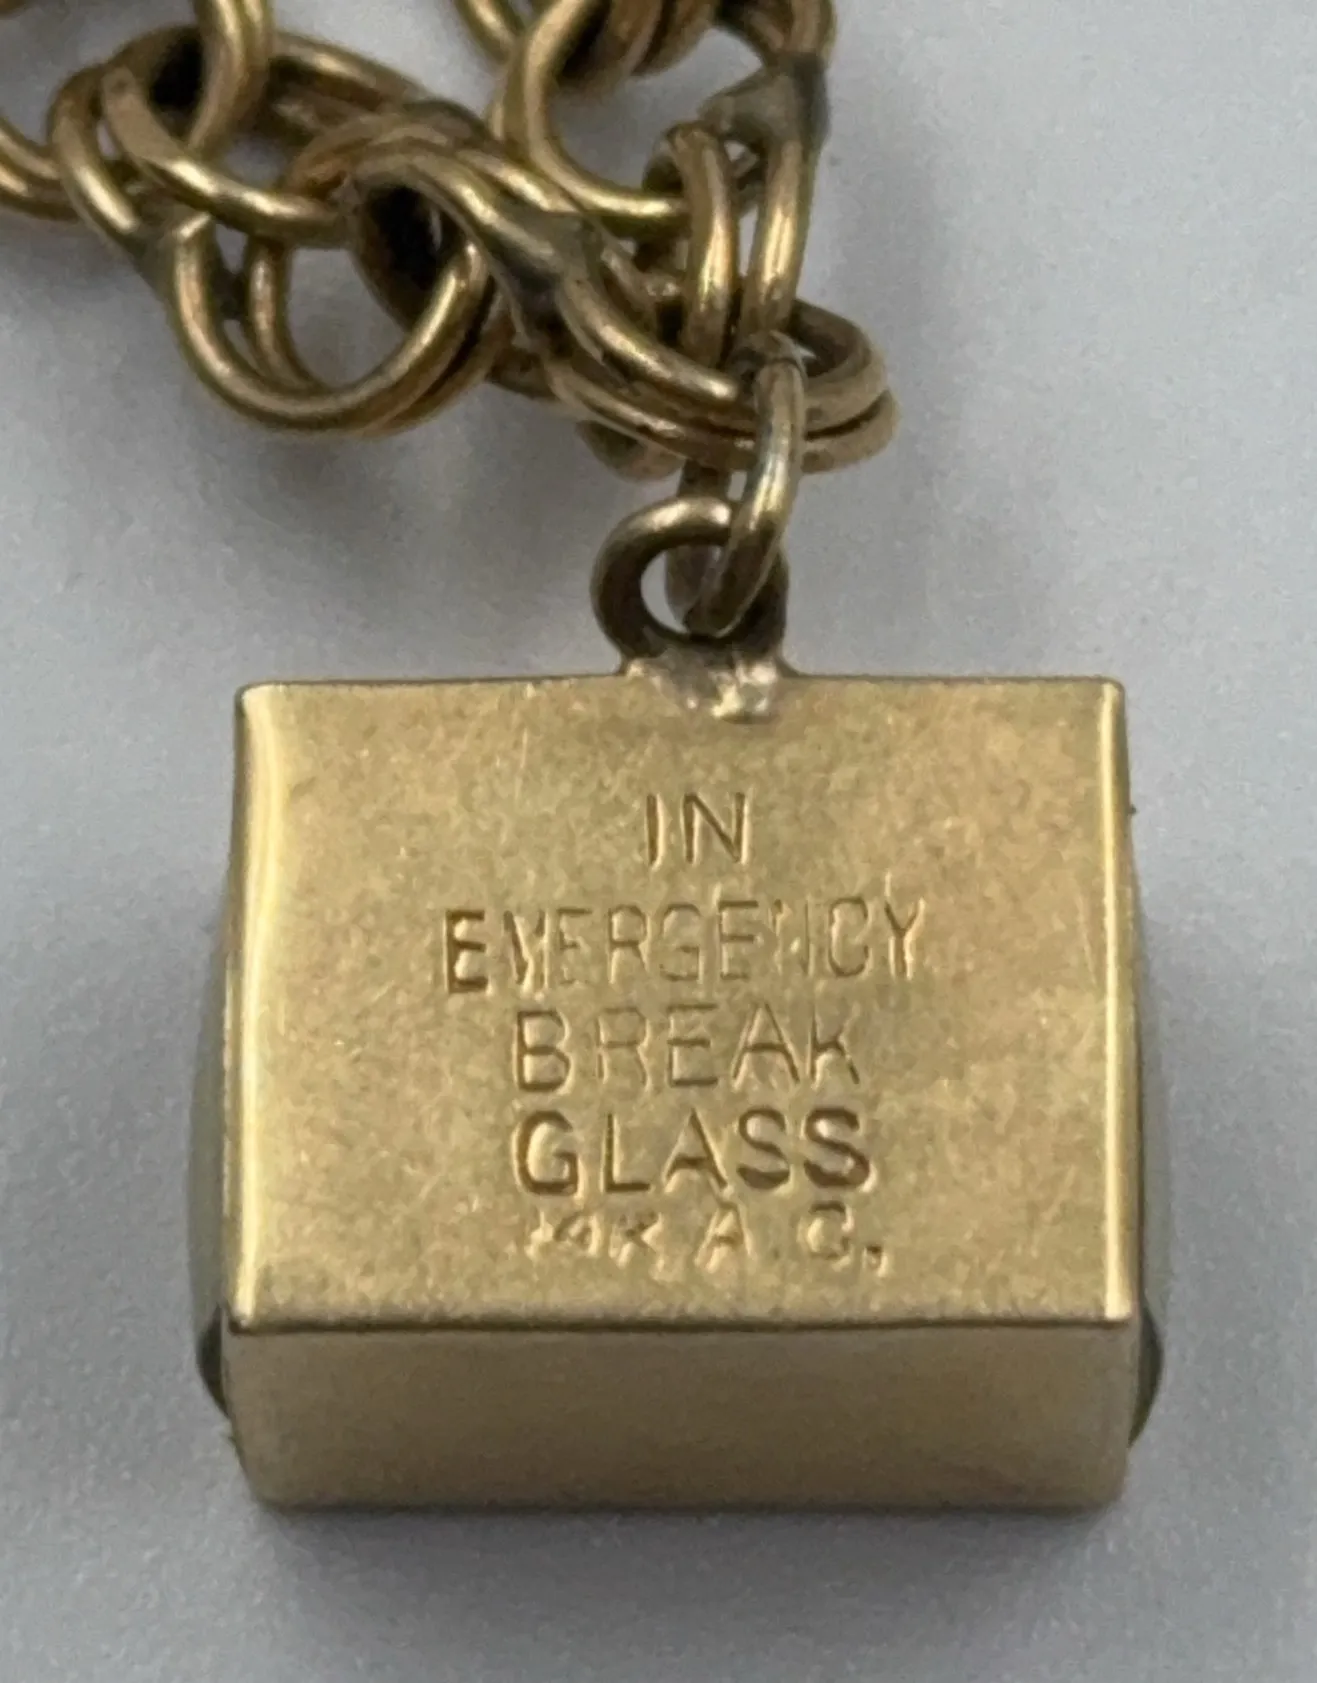 IN
EMERGENCY
BREAK
GLASS
14K A.C.